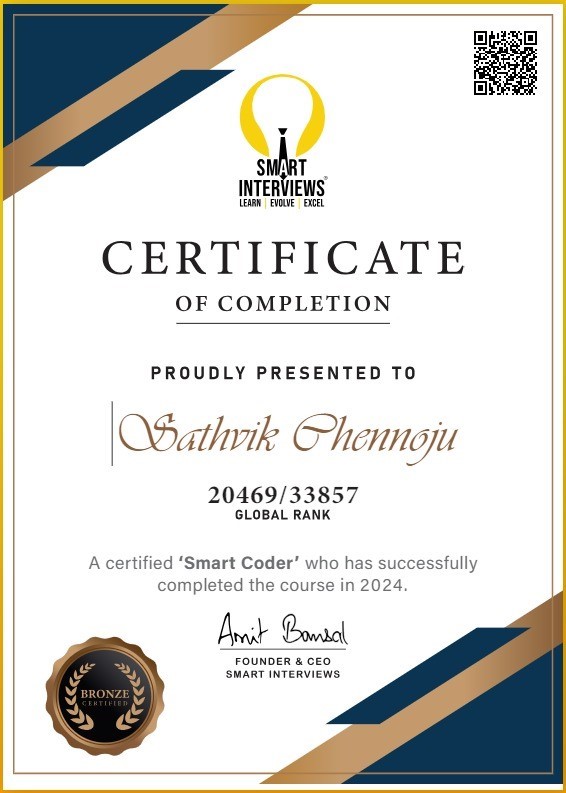 SMART
INTERVIEWS®
LEARN | EVOLVE | EXCEL
CERTIFICATE
OF COMPLETION
PROUDLY PRESENTED TO
Sathvik Chennoju
20469/33857
GLOBAL RANK
A certified ‘Smart Coder’ who has successfully
completed the course in 2024.
Amit Bansal
FOUNDER & CEO
SMART INTERVIEWS
BRONZE
CERTIFIED